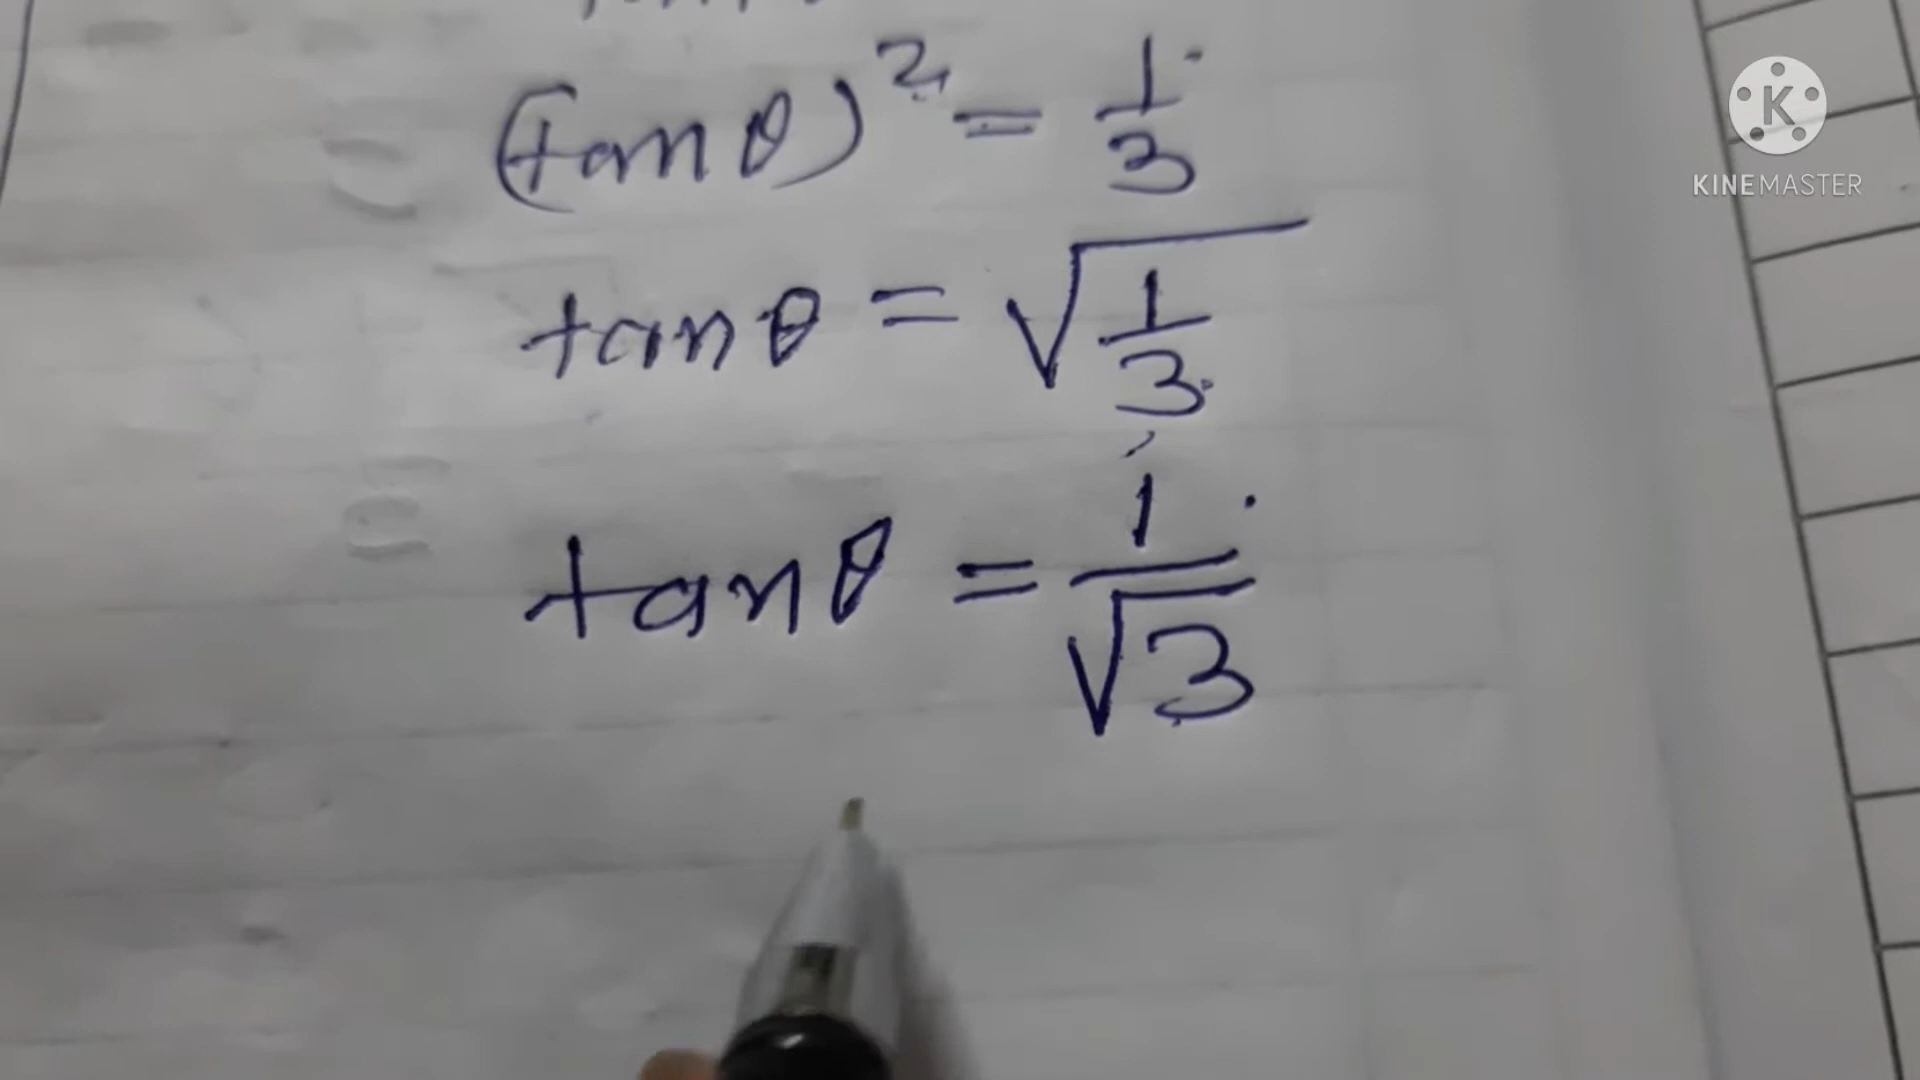 (tanθ)² = 1/3
tanθ = √(1/3)
tanθ = 1/√3
K
KINEMASTER